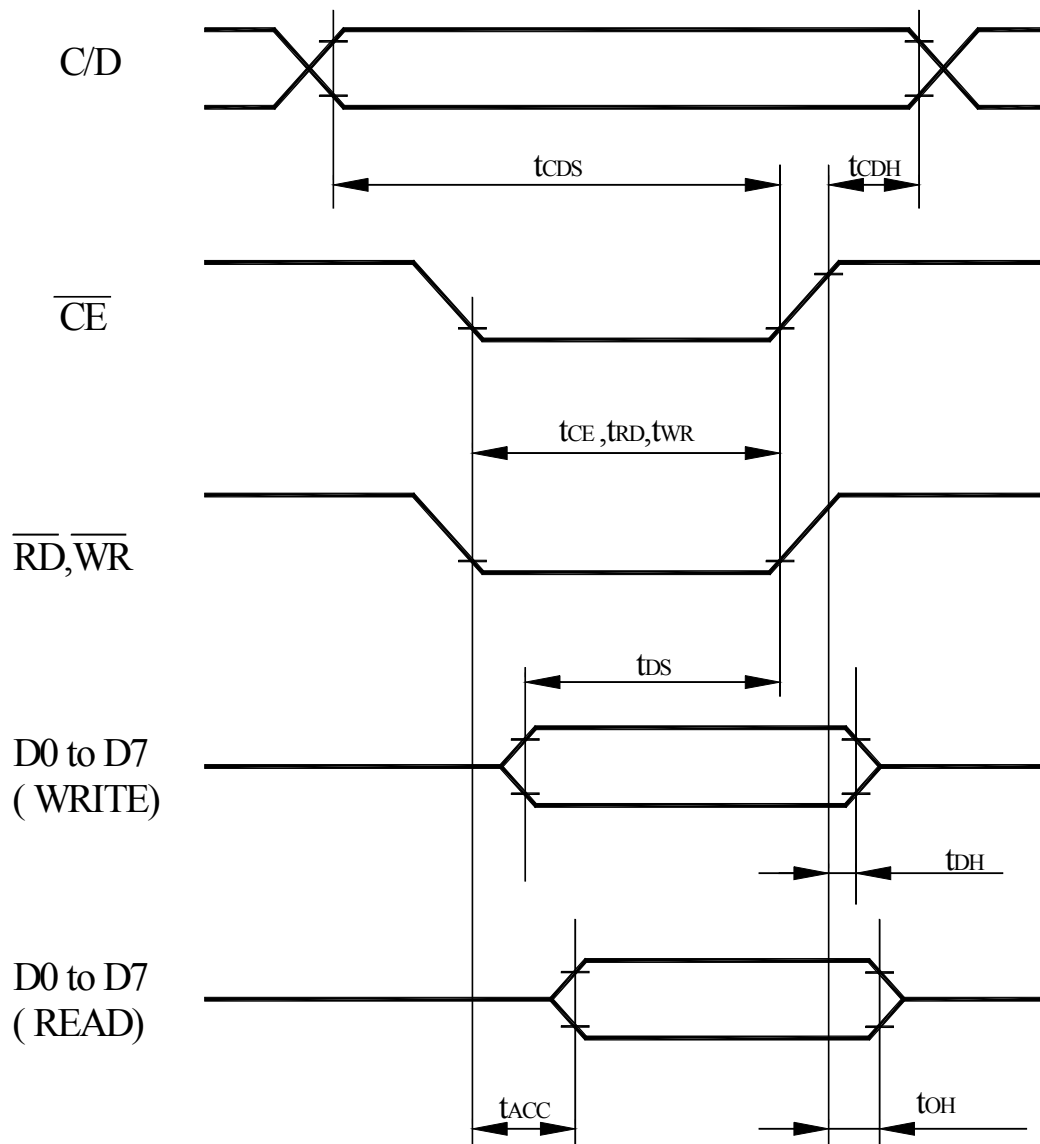 C/D
tCDS
tCDH
CE
tCE ,tRD,tWR
RD,WR
tDS
D0 to D7
( WRITE)
tDH
D0 to D7
( READ)
tACC
tOH